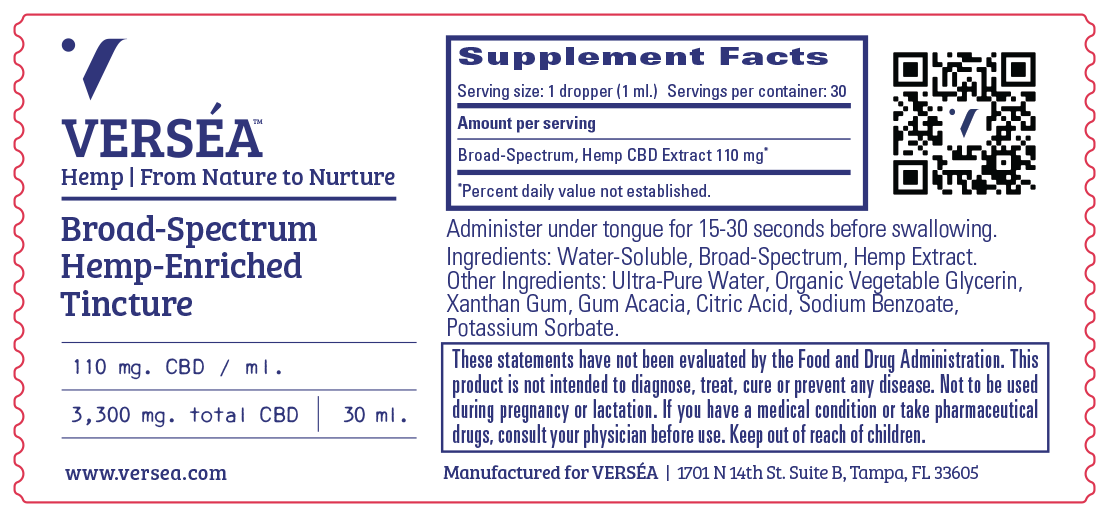 VERSÉA™
Hemp | From Nature to Nurture
Broad-Spectrum
Hemp-Enriched
Tincture
110 mg. CBD / ml.
3,300 mg. total CBD | 30 ml.
www.versea.com
Supplement Facts
Serving size: 1 dropper (1 ml.) Servings per container: 30
Amount per serving
Broad-Spectrum, Hemp CBD Extract 110 mg*
*Percent daily value not established.
Administer under tongue for 15-30 seconds before swallowing.
Ingredients: Water-Soluble, Broad-Spectrum, Hemp Extract.
Other Ingredients: Ultra-Pure Water, Organic Vegetable Glycerin,
Xanthan Gum, Gum Acacia, Citric Acid, Sodium Benzoate,
Potassium Sorbate.
These statements have not been evaluated by the Food and Drug Administration. This
product is not intended to diagnose, treat, cure or prevent any disease. Not to be used
during pregnancy or lactation. If you have a medical condition or take pharmaceutical
drugs, consult your physician before use. Keep out of reach of children.
Manufactured for VERSÉA | 1701 N 14th St. Suite B, Tampa, FL 33605